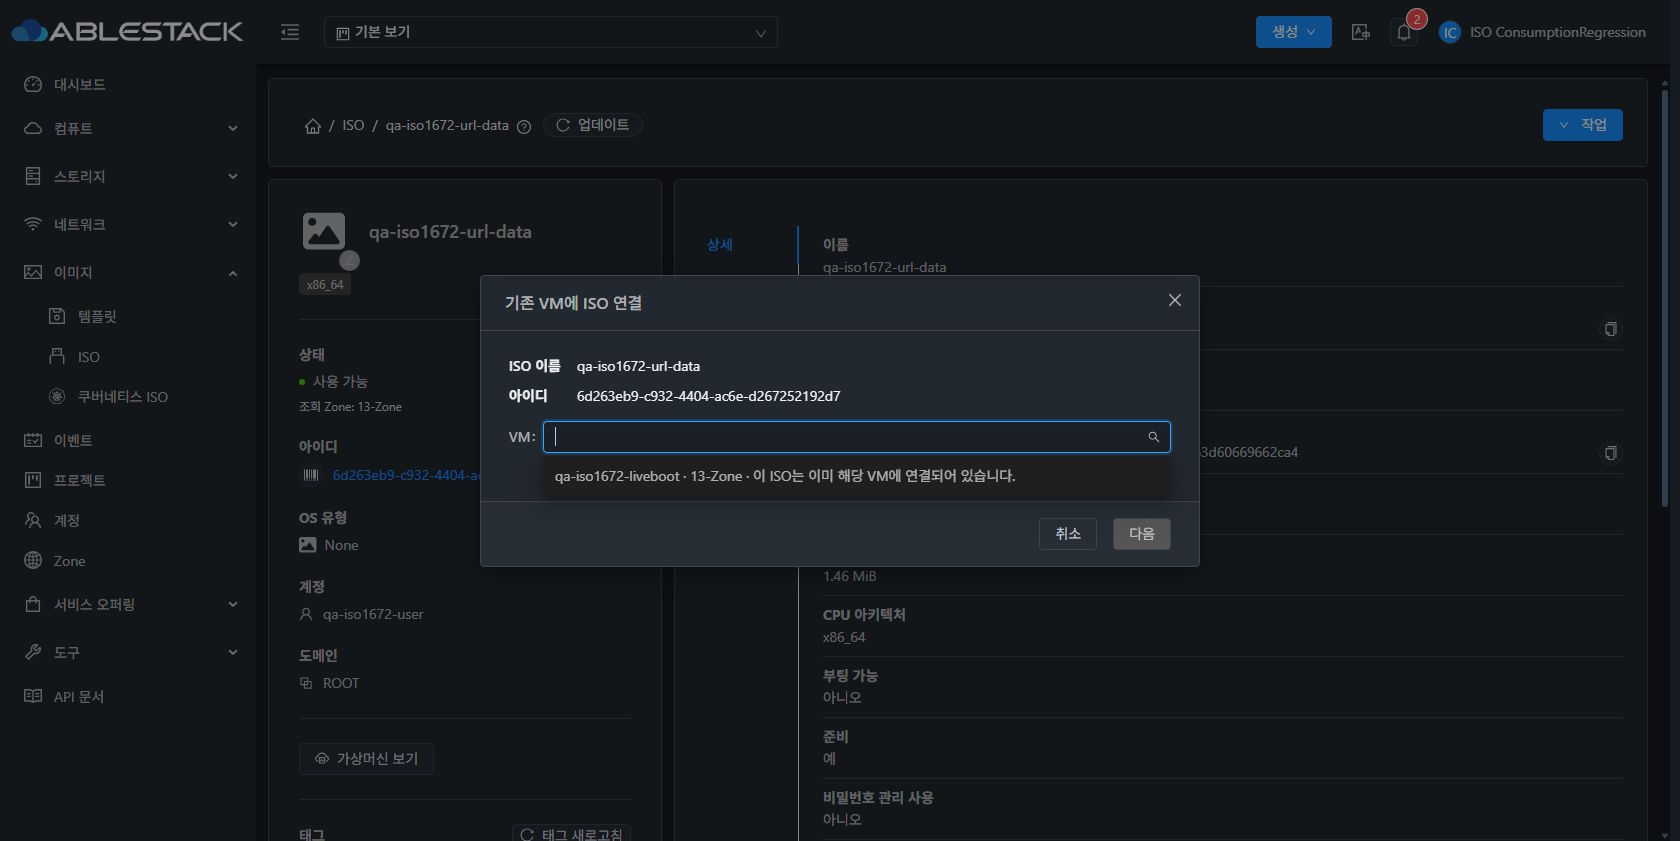 ABLESTACK
기본 보기
생성
2
IC
ISO ConsumptionRegression
대시보드
컴퓨트
스토리지
네트워크
이미지
템플릿
ISO
쿠버네티스 ISO
이벤트
프로젝트
계정
Zone
서비스 오퍼링
도구
API 문서
/ ISO / qa-iso1672-url-data
업데이트
작업
qa-iso1672-url-data
x86_64
상태
사용 가능
조회 Zone: 13-Zone
아이디
6d263eb9-c932-4404-ac
OS 유형
None
계정
qa-iso1672-user
도메인
ROOT
가상머신 보기
태그
태그 새로고침
상세
이름
qa-iso1672-url-data
기존 VM에 ISO 연결
ISO 이름 qa-iso1672-url-data
아이디 6d263eb9-c932-4404-ac6e-d267252192d7
VM:
qa-iso1672-liveboot · 13-Zone · 이 ISO는 이미 해당 VM에 연결되어 있습니다.
취소
다음
3d60669662ca4
1.46 MiB
CPU 아키텍처
x86_64
부팅 가능
아니오
준비
예
비밀번호 관리 사용
아니오